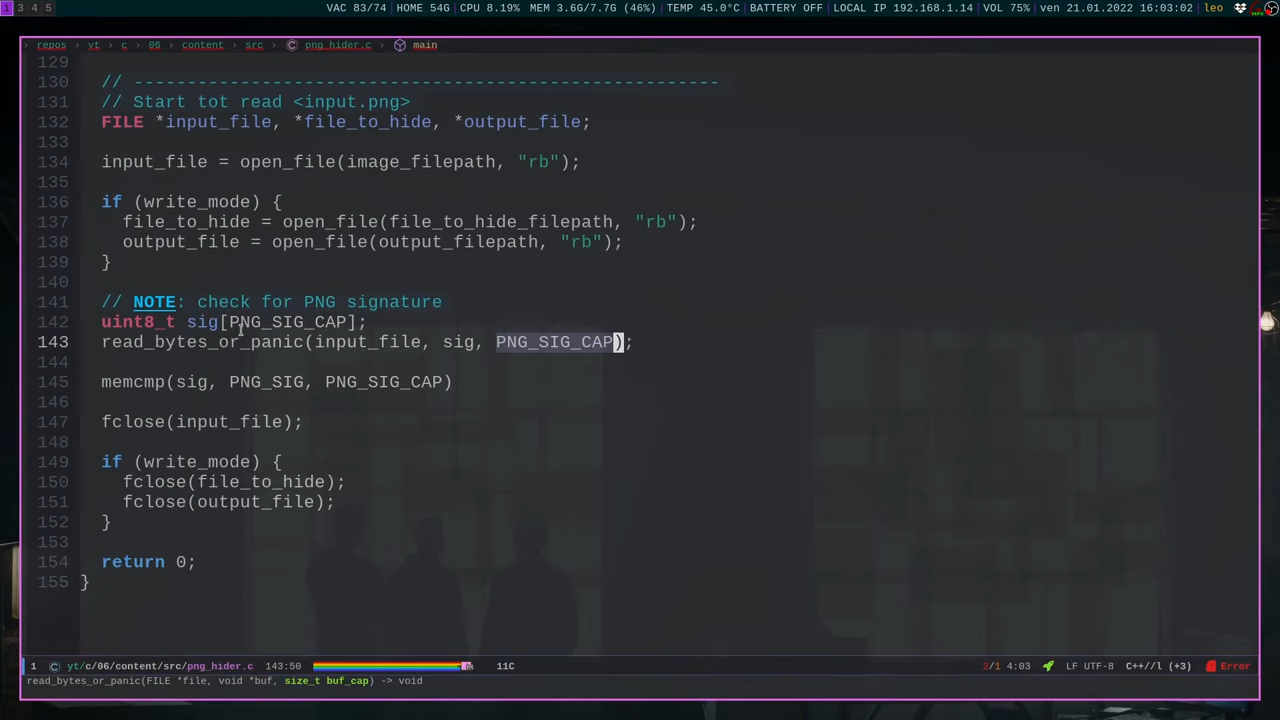 1 3 4 5 VAC 83/74 | HOME 54G | CPU 8.19% | MEM 3.6G/7.7G (46%) | TEMP 45.0°C | BATTERY OFF | LOCAL IP 192.168.1.14 | VOL 75% | ven 21.01.2022 16:03:02 | leo
› repos › yt › c › 06 › content › src › png_hider.c › main
129
130 // -------------------------------------------------------
131 // Start tot read <input.png>
132 FILE *input_file, *file_to_hide, *output_file;
133
134 input_file = open_file(image_filepath, "rb");
135
136 if (write_mode) {
137 file_to_hide = open_file(file_to_hide_filepath, "rb");
138 output_file = open_file(output_filepath, "rb");
139 }
140
141 // NOTE: check for PNG signature
142 uint8_t sig[PNG_SIG_CAP];
143 read_bytes_or_panic(input_file, sig, PNG_SIG_CAP);
144
145 memcmp(sig, PNG_SIG, PNG_SIG_CAP)
146
147 fclose(input_file);
148
149 if (write_mode) {
150 fclose(file_to_hide);
151 fclose(output_file);
152 }
153
154 return 0;
155 }
1 yt/c/06/content/src/png_hider.c 143:50 11C 2/1 4:03 LF UTF-8 C++//l (+3) Error
read_bytes_or_panic(FILE *file, void *buf, size_t buf_cap) -> void